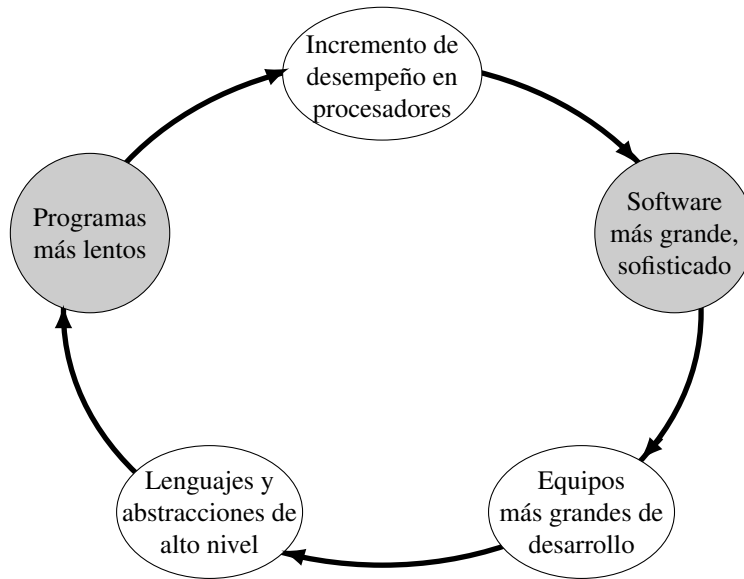 Incremento de
desempeño en
procesadores
Software
más grande,
sofisticado
Equipos
más grandes de
desarrollo
Lenguajes y
abstracciones de
alto nivel
Programas
más lentos